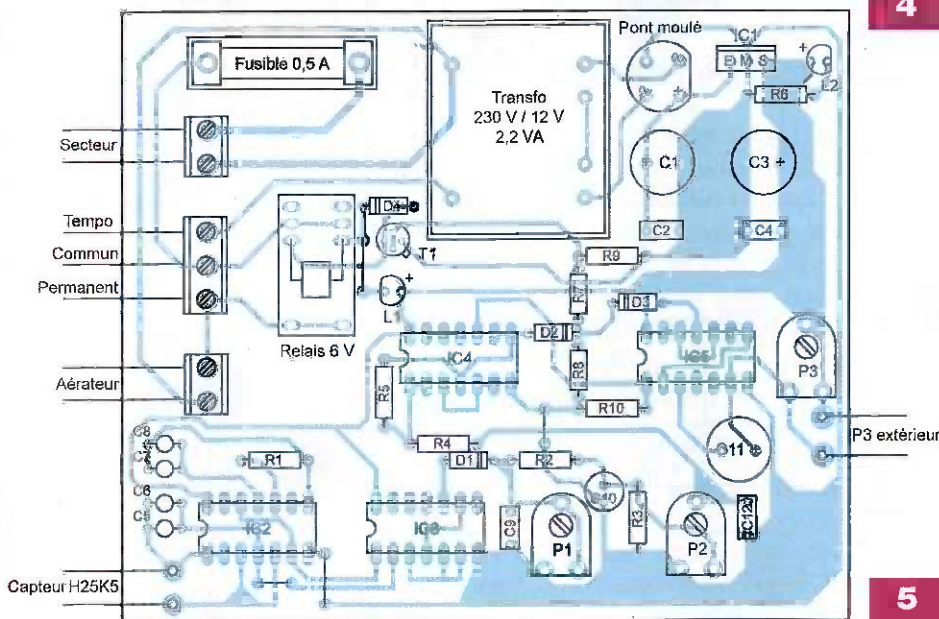 4
Pont moulé
IC1
Fusible 0,5 A
E M S
+
L2
R6
Transfo
230 V / 12 V
2,2 VA
Secteur
C1
C3 +
Tempo
D4
C2
C4
Commun
T1
R9
Permanent
+
L1
R7
D3
Relais 6 V
D2
IC4
IC5
P3
R5
R8
Aérateur
R10
P3 extérieur
C8
R4
C7
R1
D1
R2
C6
R3
C5
C9
C12
IC2
P1
P2
Capteur H25K5
5